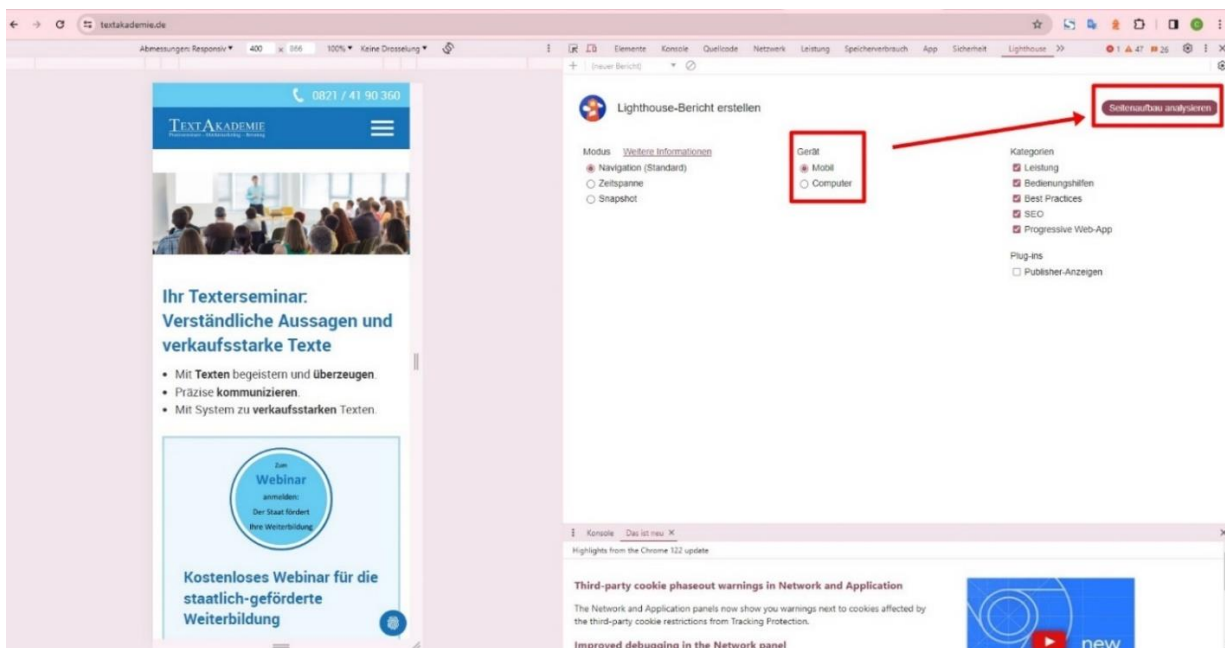 textakademie.de
Abmessungen: Responsiv 400 x 866 100% Keine Drosselung
Elemente Konsole Quellcode Netzwerk Leistung Speicherverbrauch App Sicherheit Lighthouse 1 47 26
(neuer Bericht)
0821 / 41 90 360
TEXTAKADEMIE
Ihr Texterseminar:
Verständliche Aussagen und
verkaufsstarke Texte
Mit Texten begeistern und überzeugen.
Präzise kommunizieren.
Mit System zu verkaufsstarken Texten.
Zum
Webinar
anmelden:
Der Staat fördert
Ihre Weiterbildung
Kostenloses Webinar für die
staatlich-geförderte
Weiterbildung
Lighthouse-Bericht erstellen
Seitenaufbau analysieren
Modus Weitere Informationen
Navigation (Standard)
Zeitspanne
Snapshot
Gerät
Mobil
Computer
Kategorien
Leistung
Bedienungshilfen
Best Practices
SEO
Progressive Web-App
Plug-ins
Publisher-Anzeigen
Konsole Das ist neu
Highlights from the Chrome 122 update
Third-party cookie phaseout warnings in Network and Application
The Network and Application panels now show you warnings next to cookies affected by
the third-party cookie restrictions from Tracking Protection.
Improved debugging in the Network panel
new